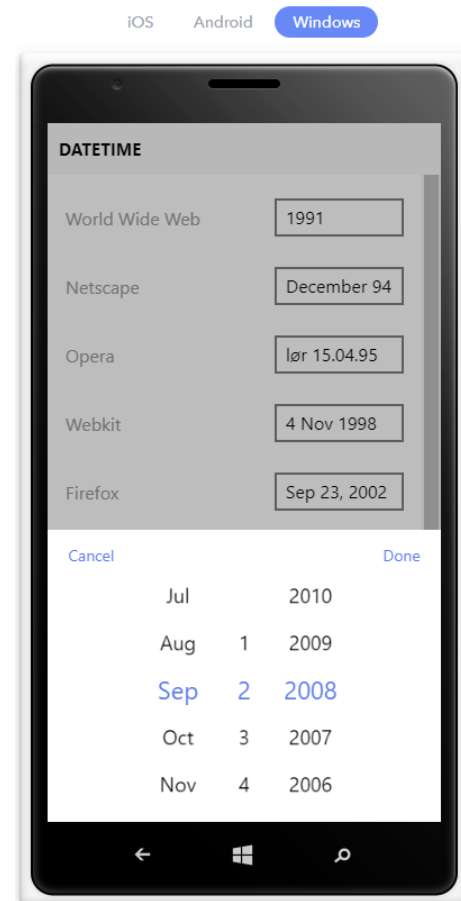 iOS Android Windows
DATETIME
World Wide Web 1991
Netscape December 94
Opera lør 15.04.95
Webkit 4 Nov 1998
Firefox Sep 23, 2002
Cancel Done
Jul 2010
Aug 1 2009
Sep 2 2008
Oct 3 2007
Nov 4 2006